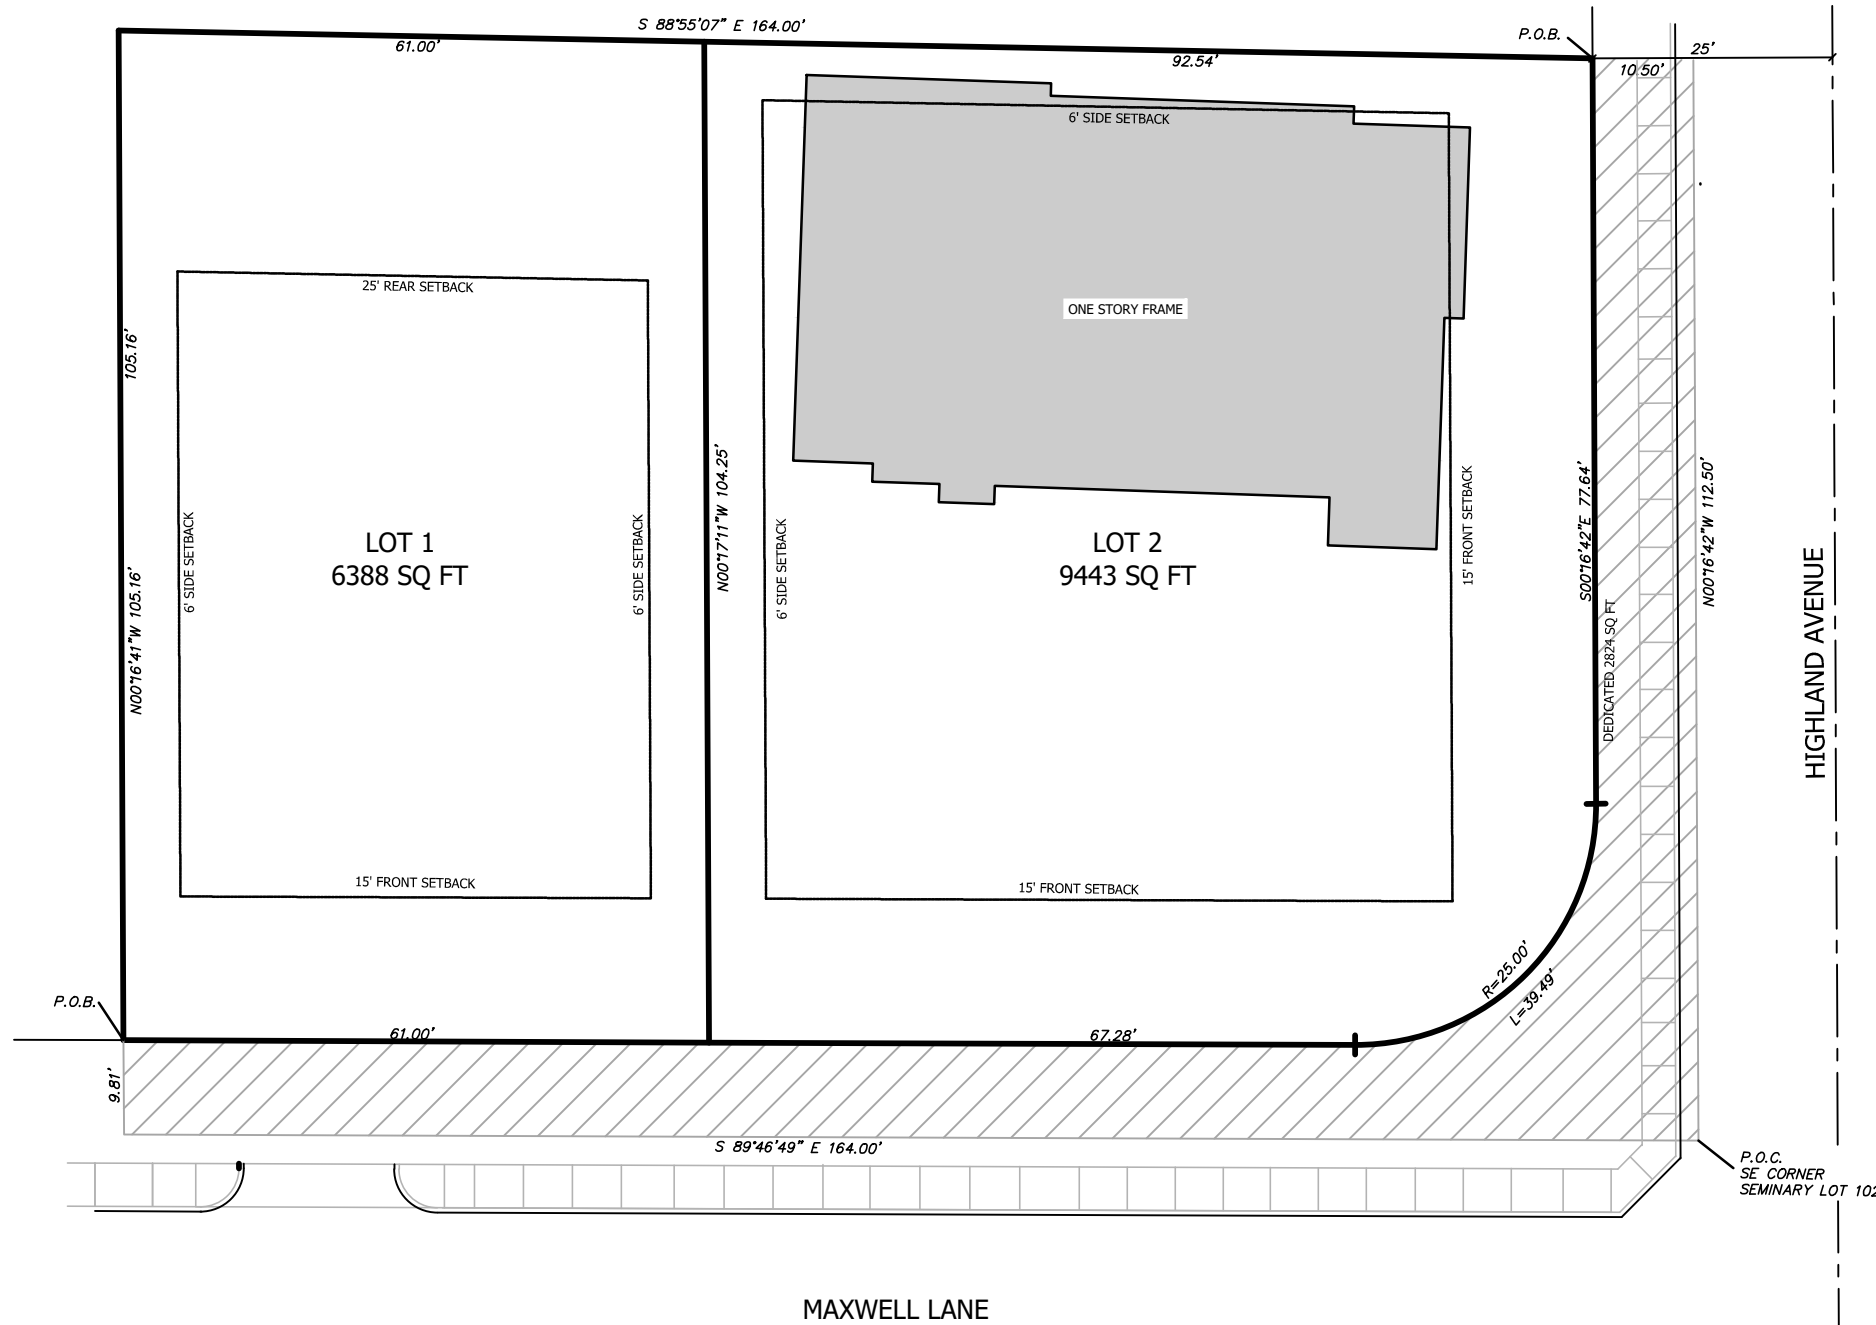 S 88°55'07" E 164.00'
61.00'
92.54'
P.O.B.
25'
10.50'
6' SIDE SETBACK
25' REAR SETBACK
ONE STORY FRAME
105.16'
N00°16'41"W 105.16'
6' SIDE SETBACK
LOT 1
6388 SQ FT
6' SIDE SETBACK
N00°17'11"W 104.25'
6' SIDE SETBACK
LOT 2
9443 SQ FT
15' FRONT SETBACK
S00°16'42"E 77.64'
DEDICATED 2824 SQ FT
N00°16'42"W 112.50'
HIGHLAND AVENUE
15' FRONT SETBACK
15' FRONT SETBACK
R=25.00'
L=39.49'
P.O.B.
61.00'
67.28'
9.81'
S 89°46'49" E 164.00'
P.O.C.
SE CORNER
SEMINARY LOT 102
MAXWELL LANE